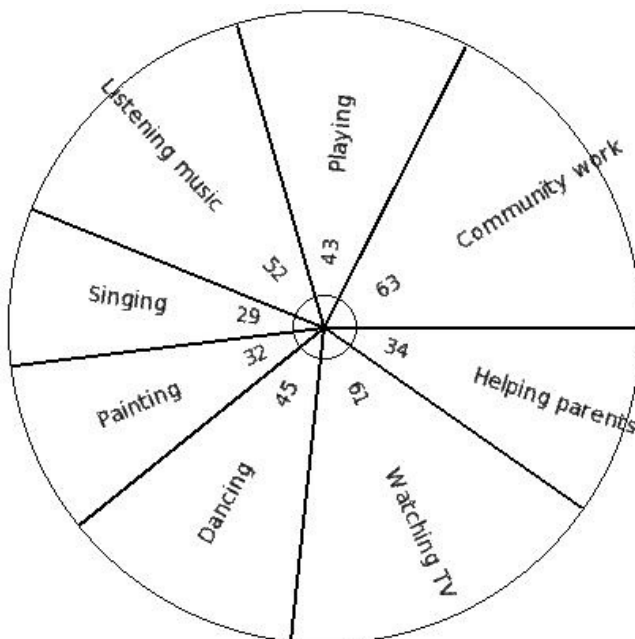 Playing
43
Community work
63
Helping parents
34
Watching TV
61
Dancing
45
Painting
32
Singing
29
Listening music
52